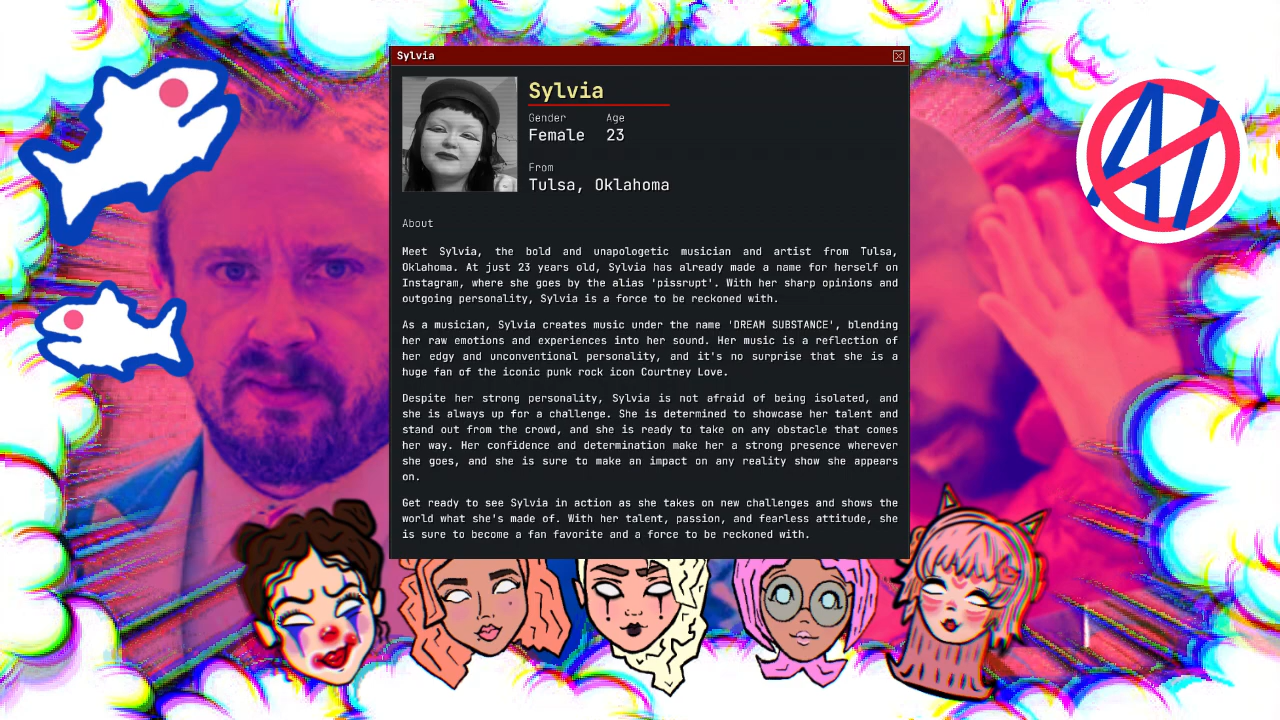 Sylvia
Sylvia
Gender Age
Female 23
From
Tulsa, Oklahoma
About
Meet Sylvia, the bold and unapologetic musician and artist from Tulsa,
Oklahoma. At just 23 years old, Sylvia has already made a name for herself on
Instagram, where she goes by the alias 'pissrupt'. With her sharp opinions and
outgoing personality, Sylvia is a force to be reckoned with.
As a musician, Sylvia creates music under the name 'DREAM SUBSTANCE', blending
her raw emotions and experiences into her sound. Her music is a reflection of
her edgy and unconventional personality, and it's no surprise that she is a
huge fan of the iconic punk rock icon Courtney Love.
Despite her strong personality, Sylvia is not afraid of being isolated, and
she is always up for a challenge. She is determined to showcase her talent and
stand out from the crowd, and she is ready to take on any obstacle that comes
her way. Her confidence and determination make her a strong presence wherever
she goes, and she is sure to make an impact on any reality show she appears
on.
Get ready to see Sylvia in action as she takes on new challenges and shows the
world what she's made of. With her talent, passion, and fearless attitude, she
is sure to become a fan favorite and a force to be reckoned with.
AI